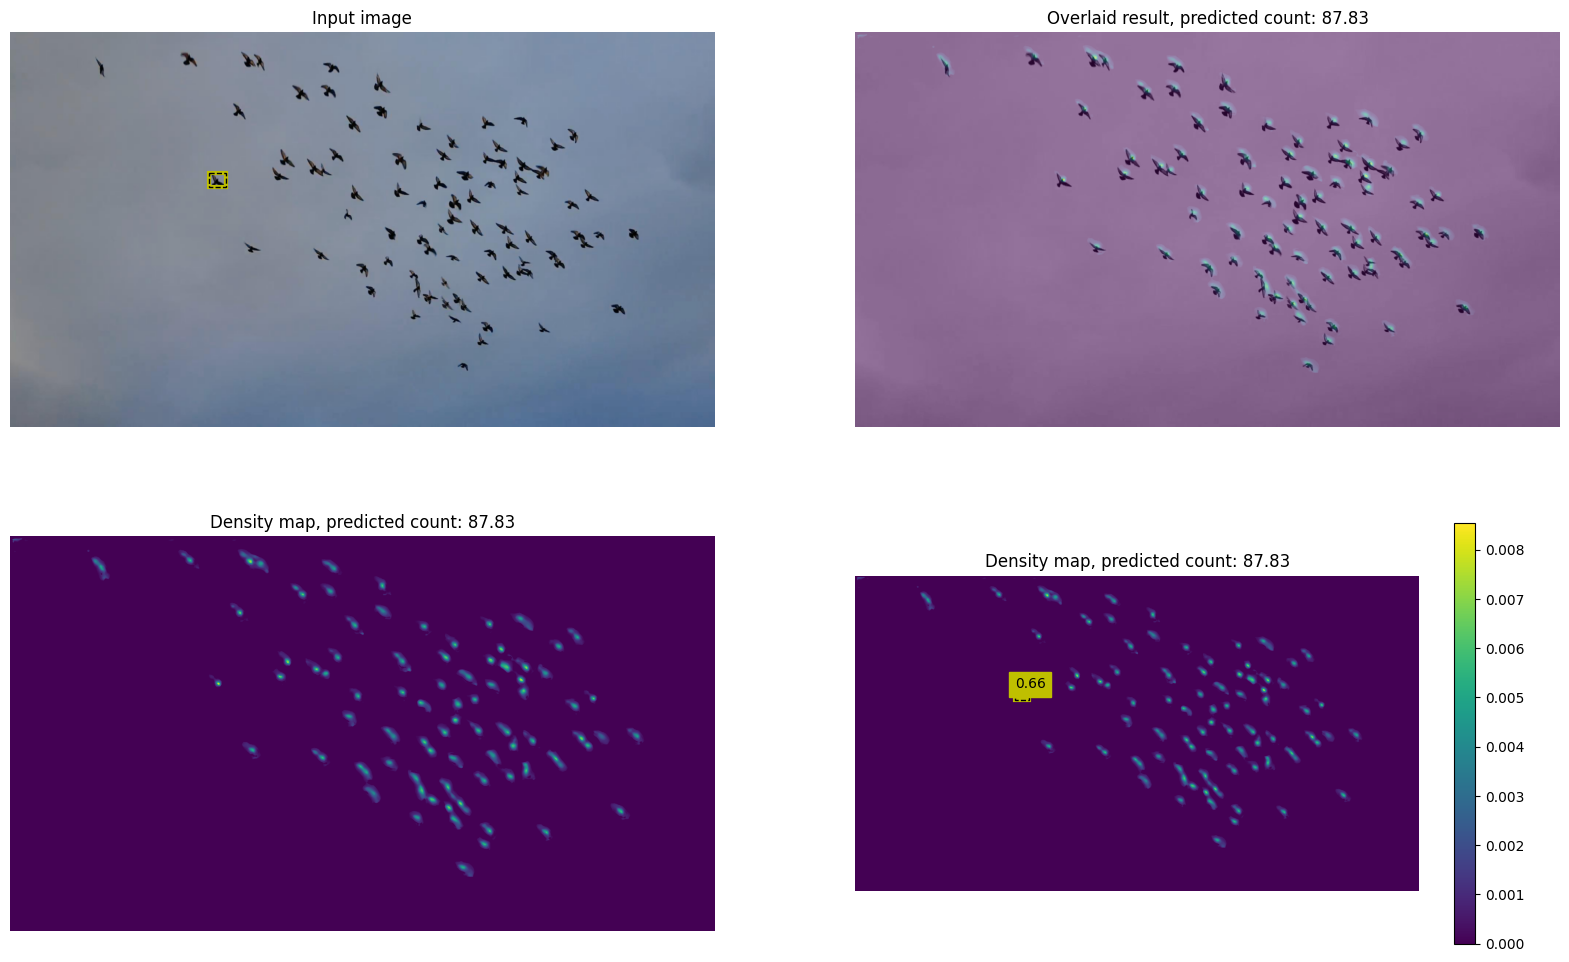 Input image
Overlaid result, predicted count: 87.83
Density map, predicted count: 87.83
Density map, predicted count: 87.83
0.66
0.008
0.007
0.006
0.005
0.004
0.003
0.002
0.001
0.000